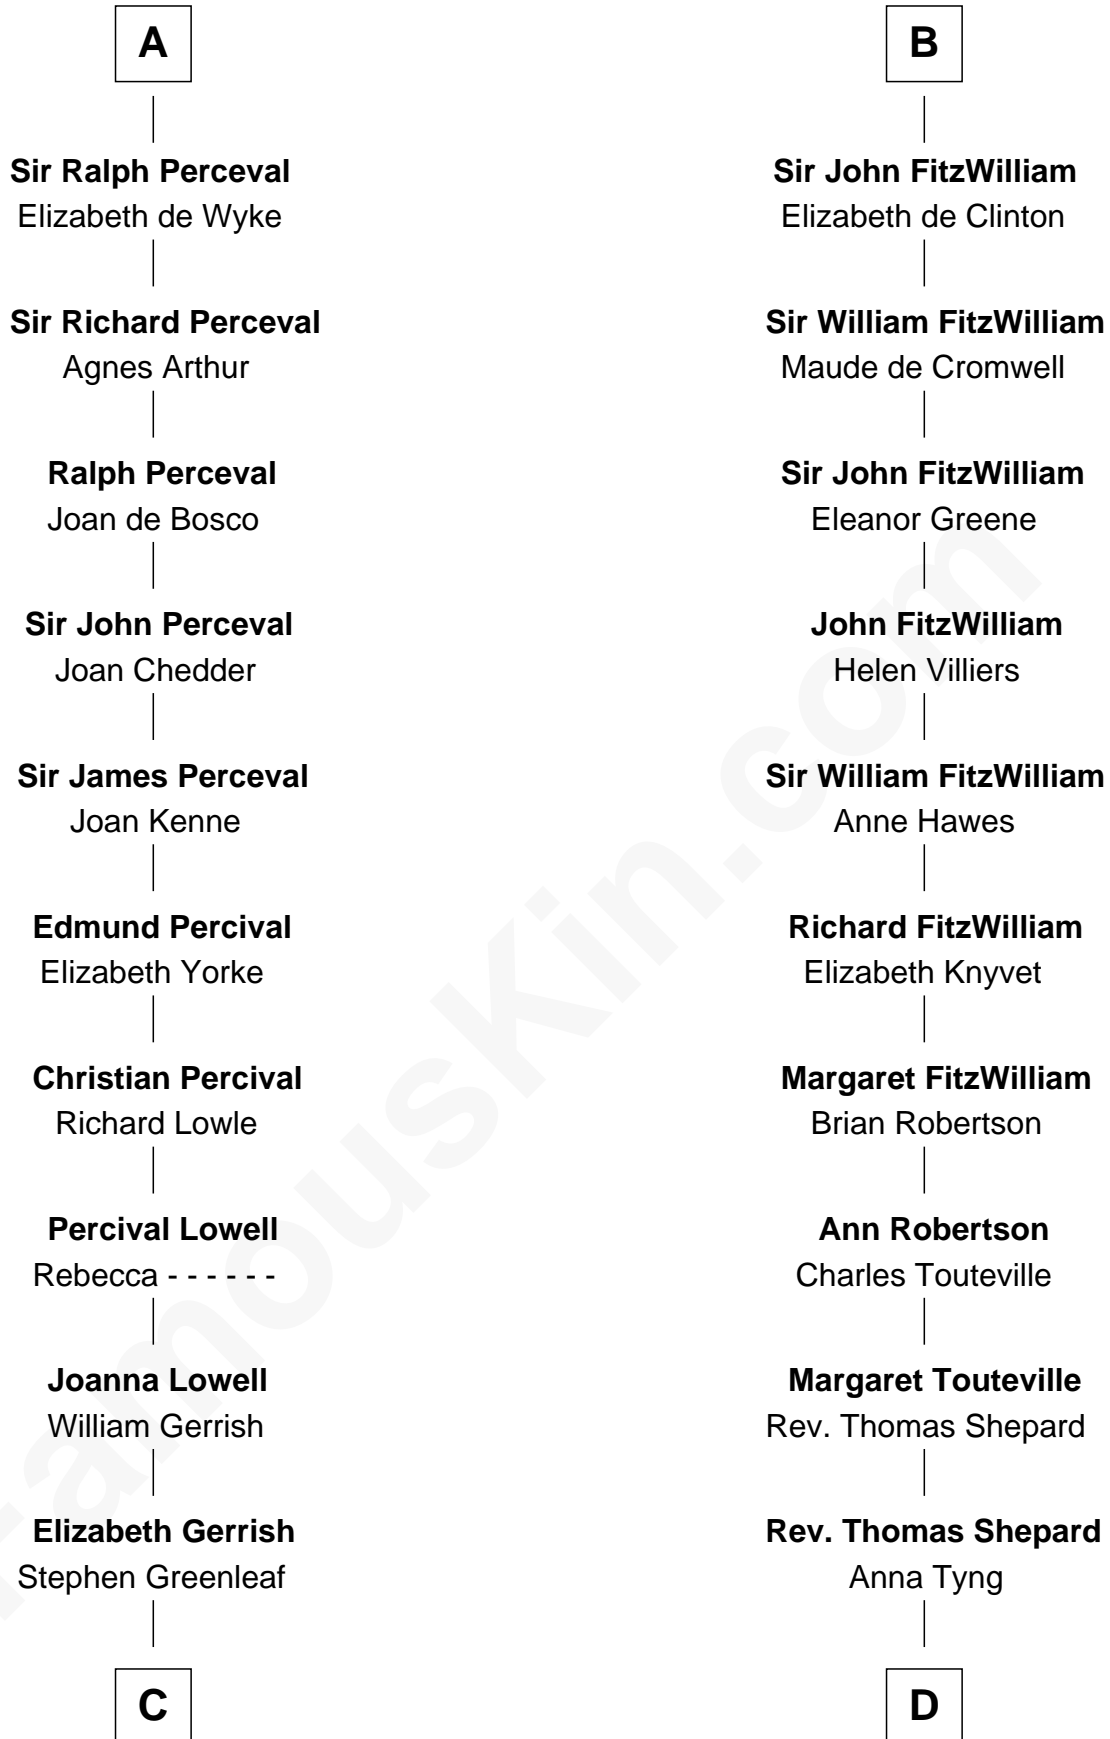 A
Sir Ralph Perceval
Elizabeth de Wyke
Sir Richard Perceval
Agnes Arthur
Ralph Perceval
Joan de Bosco
Sir John Perceval
Joan Chedder
Sir James Perceval
Joan Kenne
Edmund Percival
Elizabeth Yorke
Christian Percival
Richard Lowle
Percival Lowell
Rebecca - - - - - -
Joanna Lowell
William Gerrish
Elizabeth Gerrish
Stephen Greenleaf
C
B
Sir John FitzWilliam
Elizabeth de Clinton
Sir William FitzWilliam
Maude de Cromwell
Sir John FitzWilliam
Eleanor Greene
John FitzWilliam
Helen Villiers
Sir William FitzWilliam
Anne Hawes
Richard FitzWilliam
Elizabeth Knyvet
Margaret FitzWilliam
Brian Robertson
Ann Robertson
Charles Touteville
Margaret Touteville
Rev. Thomas Shepard
Rev. Thomas Shepard
Anna Tyng
D
FamousKin.com